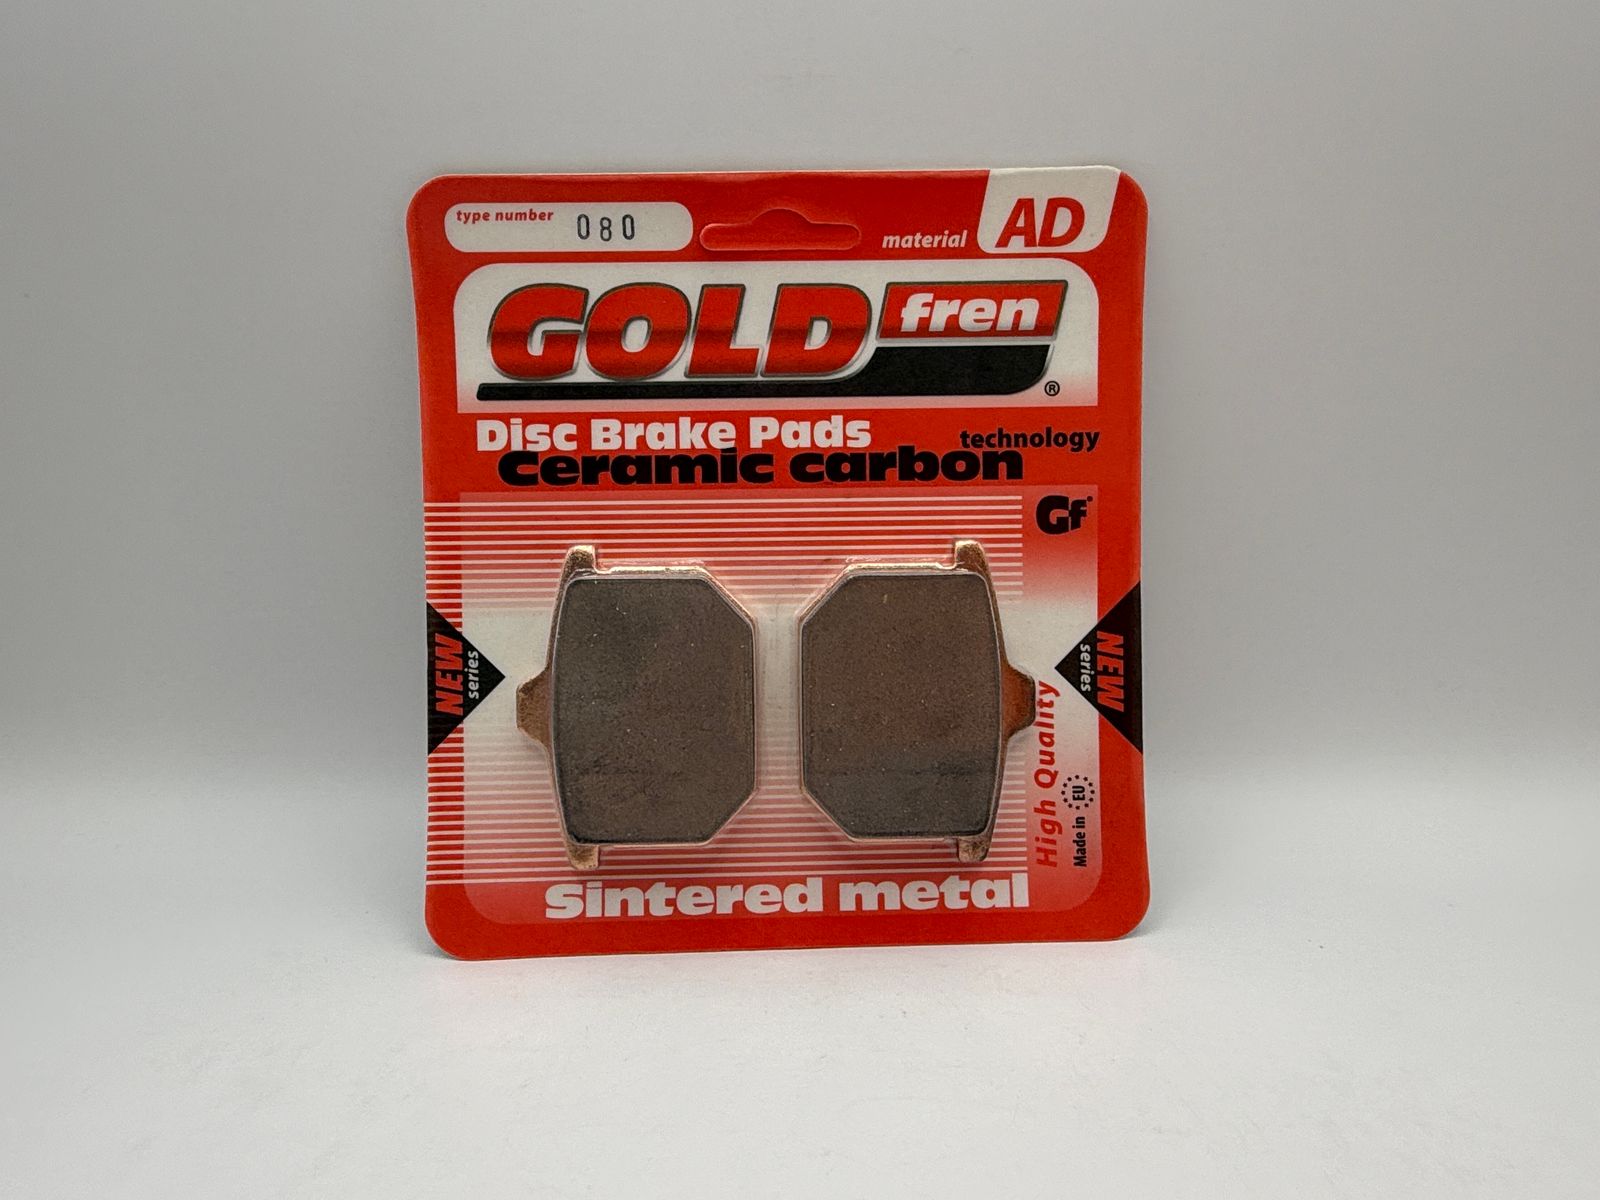 type number 080
material AD
GOLD fren ®
Disc Brake Pads
technology
ceramic carbon
Gf
NEW
series
NEW
series
High Quality
Made in EU
Sintered metal